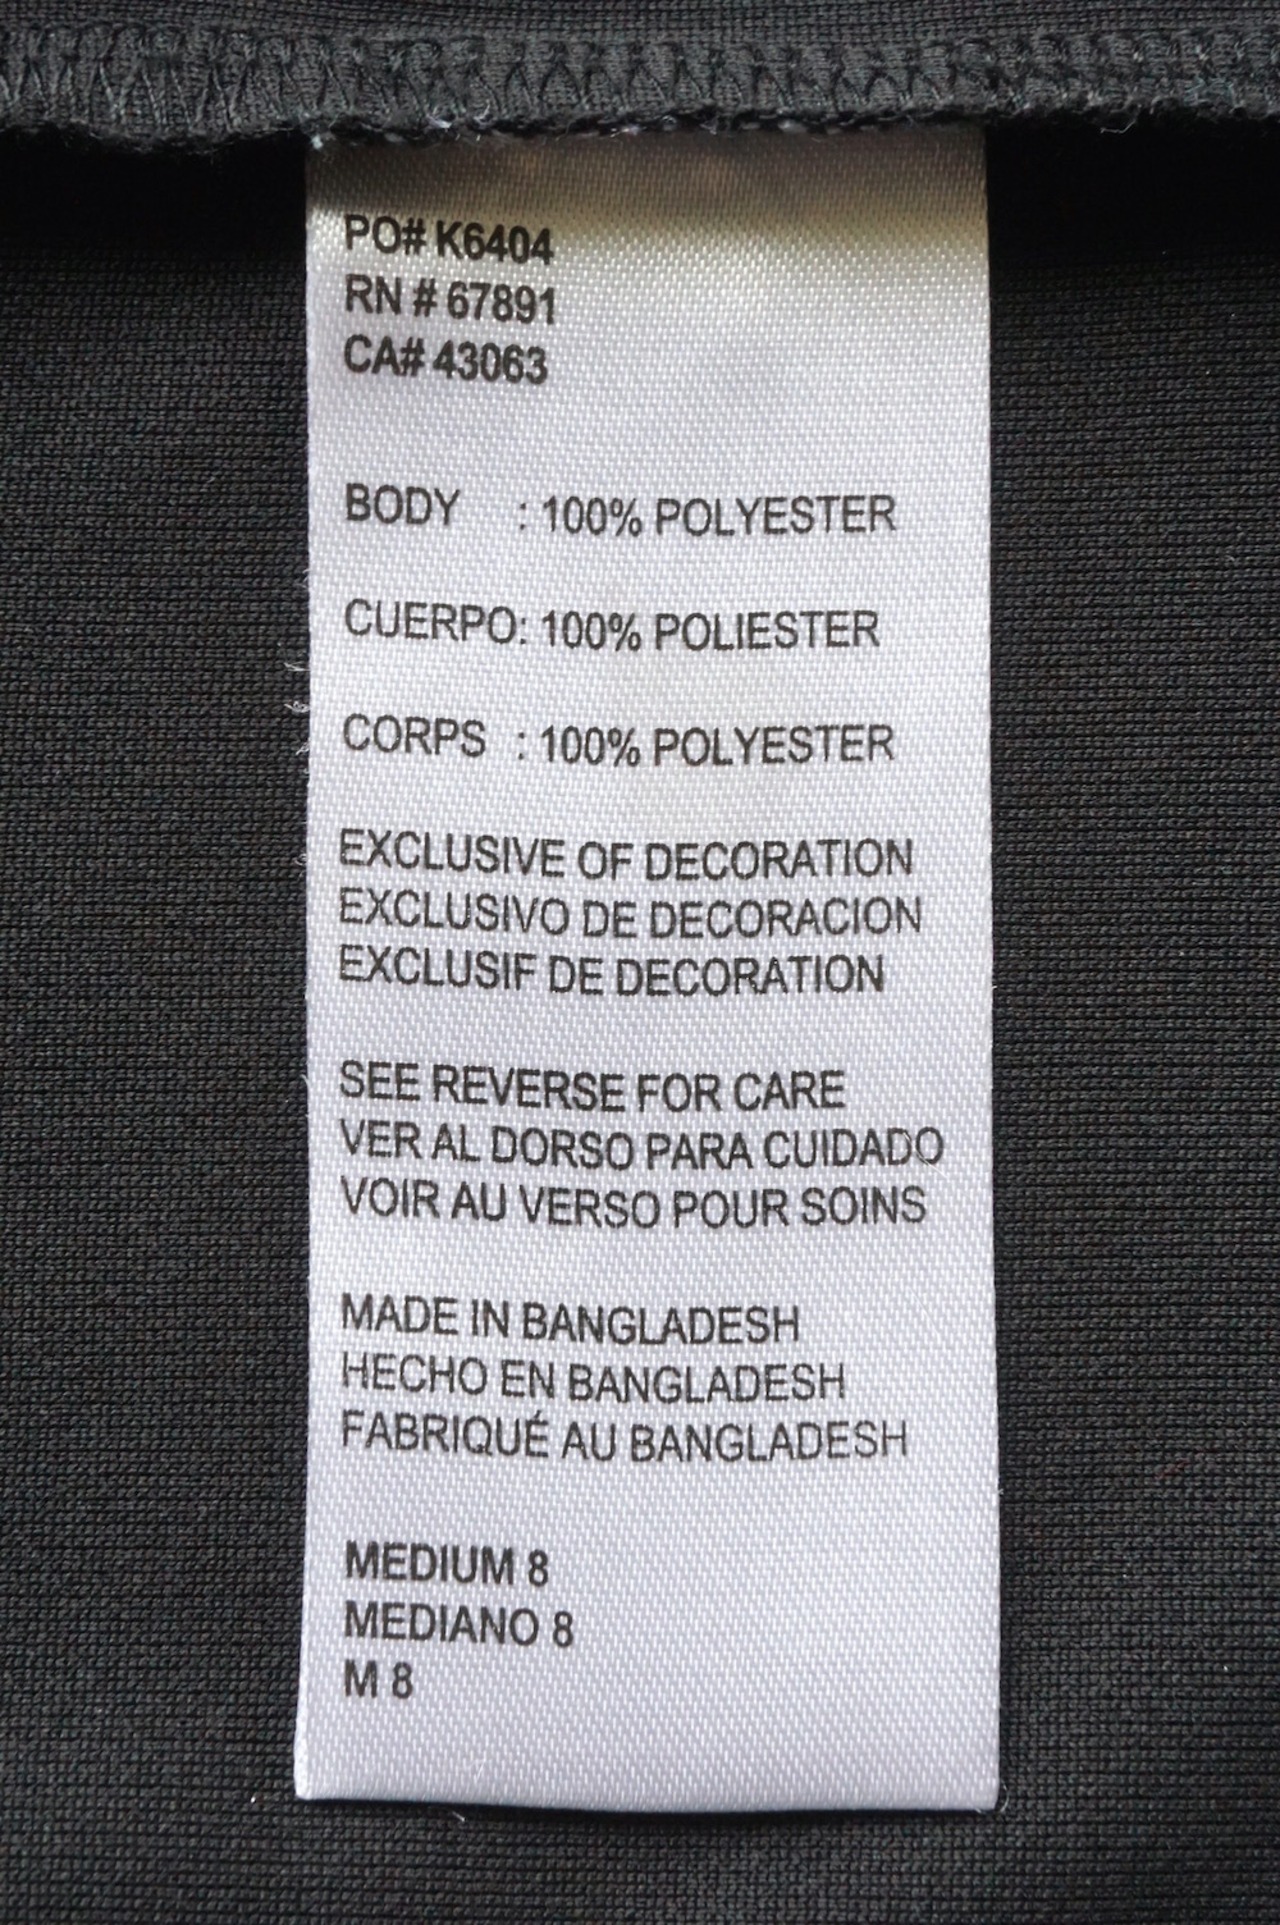 PO# K6404
RN # 67891
CA# 43063
BODY : 100% POLYESTER
CUERPO: 100% POLIESTER
CORPS : 100% POLYESTER
EXCLUSIVE OF DECORATION
EXCLUSIVO DE DECORACION
EXCLUSIF DE DECORATION
SEE REVERSE FOR CARE
VER AL DORSO PARA CUIDADO
VOIR AU VERSO POUR SOINS
MADE IN BANGLADESH
HECHO EN BANGLADESH
FABRIQUÉ AU BANGLADESH
MEDIUM 8
MEDIANO 8
M 8